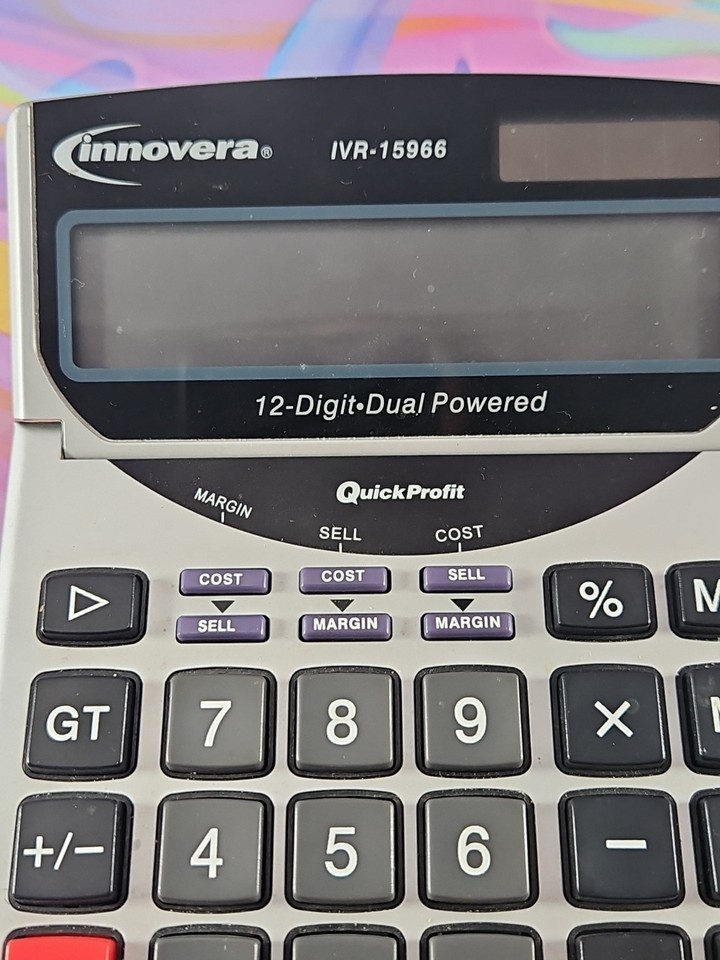 innovera® IVR-15966
12-Digit•Dual Powered
QuickProfit
MARGIN SELL COST
COST COST SELL
▷ % M
SELL MARGIN MARGIN
GT 7 8 9 ×
+/− 4 5 6 −